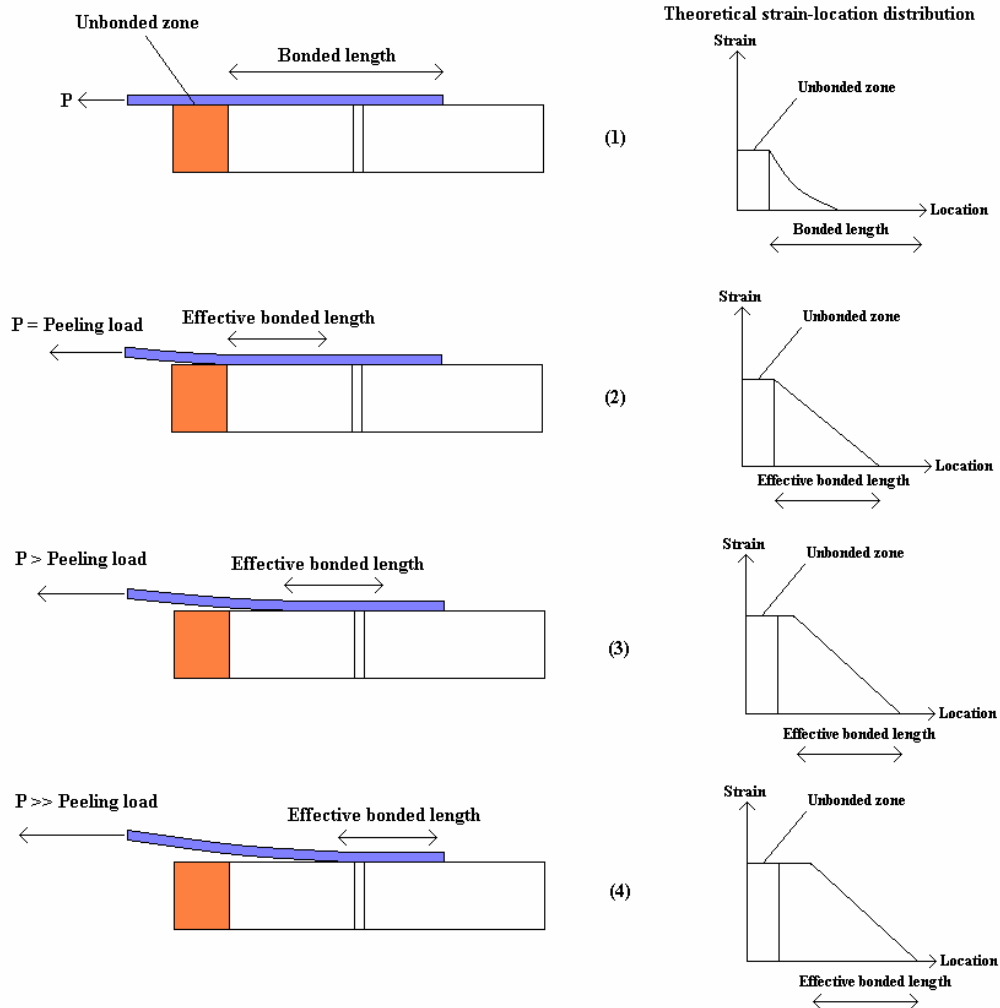 Theoretical strain-location distribution
Unbonded zone
Bonded length
P
(1)
Strain
Unbonded zone
Location
Bonded length
P = Peeling load
Effective bonded length
(2)
Strain
Unbonded zone
Location
Effective bonded length
P > Peeling load
Effective bonded length
(3)
Strain
Unbonded zone
Location
Effective bonded length
P >> Peeling load
Effective bonded length
(4)
Strain
Unbonded zone
Location
Effective bonded length